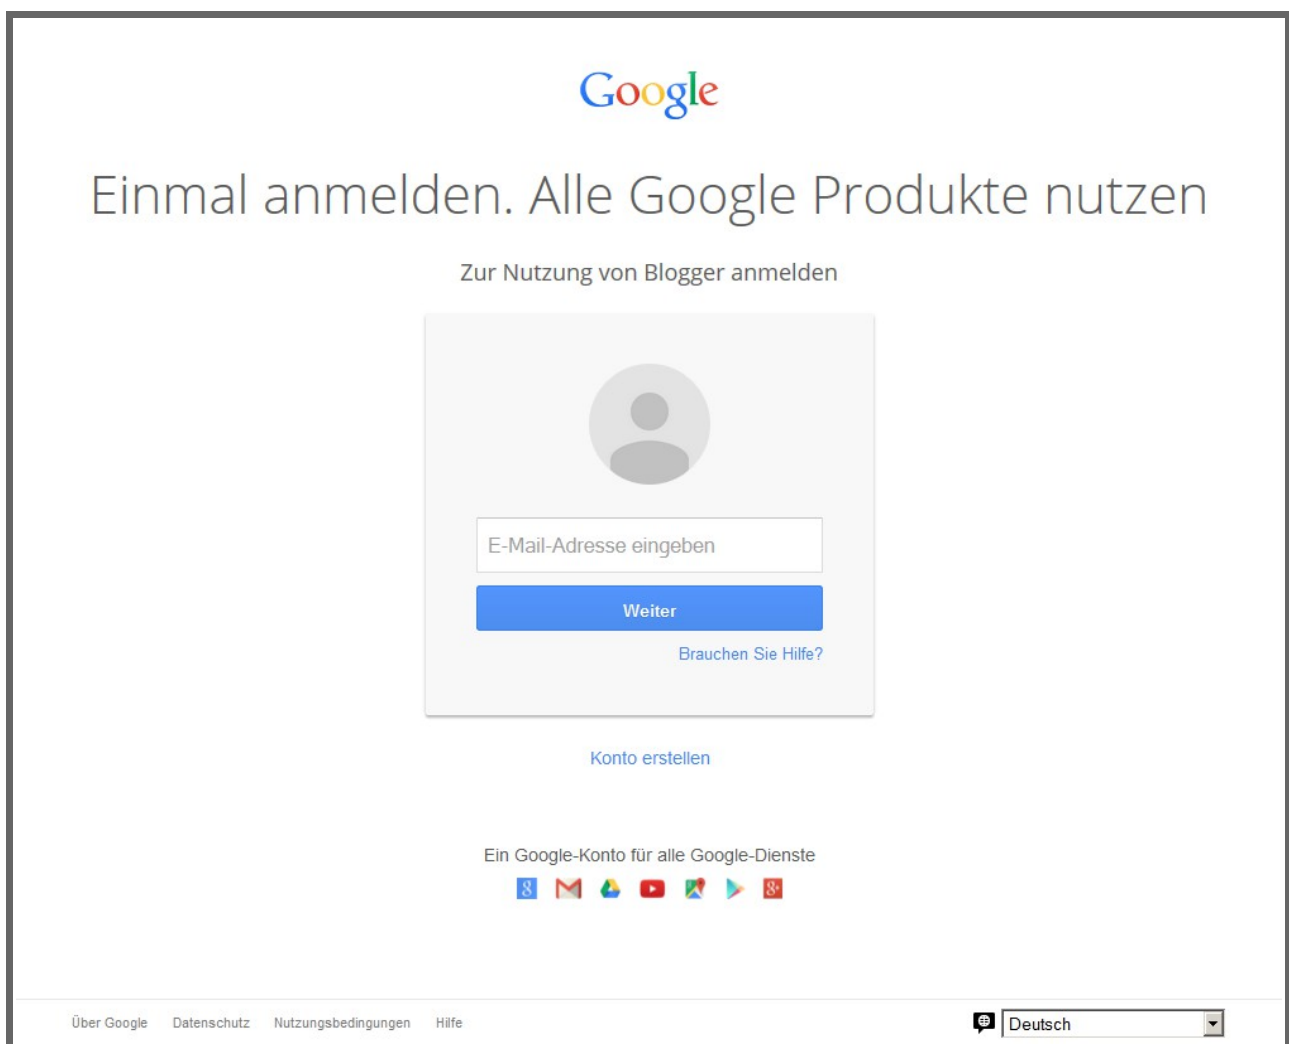 Google
Einmal anmelden. Alle Google Produkte nutzen
Zur Nutzung von Blogger anmelden
E-Mail-Adresse eingeben
Weiter
Brauchen Sie Hilfe?
Konto erstellen
Ein Google-Konto für alle Google-Dienste
Über Google Datenschutz Nutzungsbedingungen Hilfe Deutsch